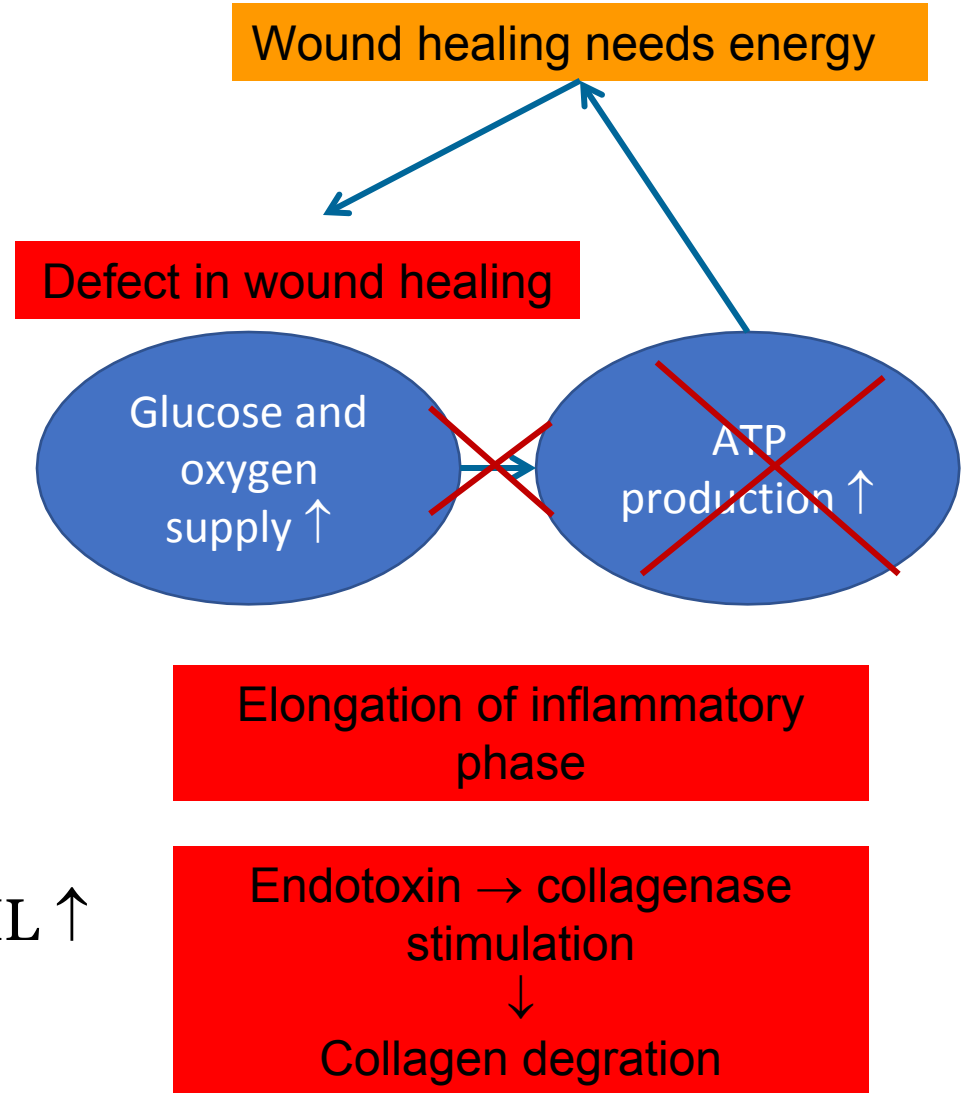 Wound healing needs energy
Defect in wound healing
Glucose and
oxygen
supply ↑
ATP
production ↑
Elongation of inflammatory
phase
IL ↑
Endotoxin → collagenase
stimulation
↓
Collagen degration